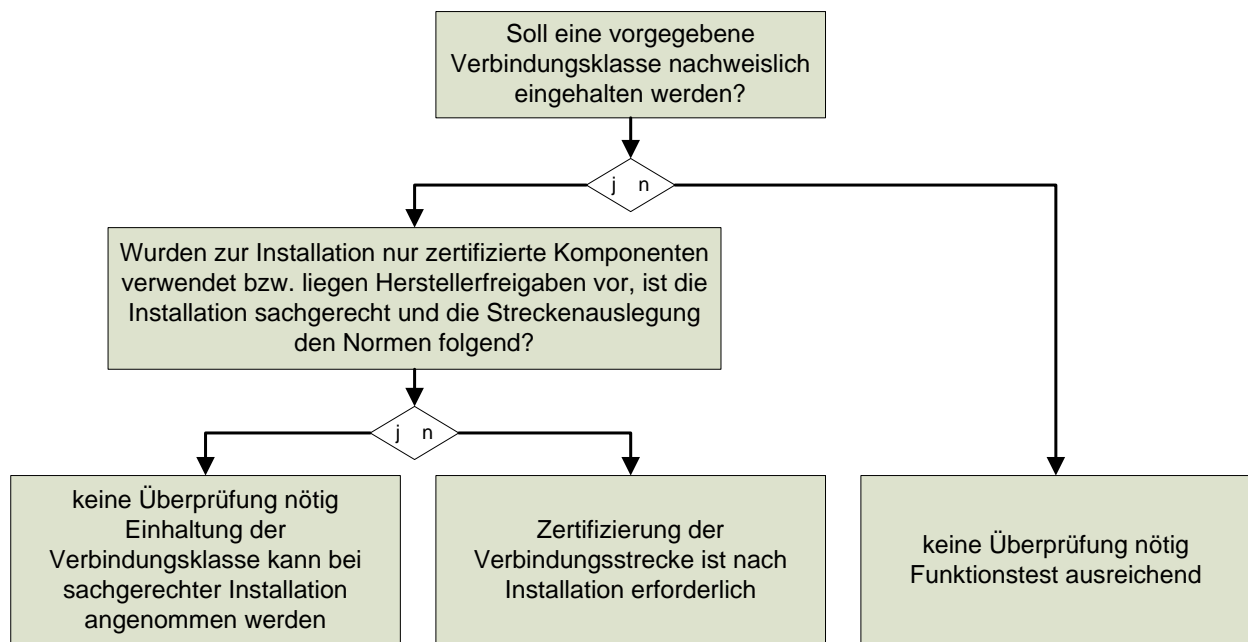 Soll eine vorgegebene
Verbindungsklasse nachweislich
eingehalten werden?
j n
Wurden zur Installation nur zertifizierte Komponenten
verwendet bzw. liegen Herstellerfreigaben vor, ist die
Installation sachgerecht und die Streckenauslegung
den Normen folgend?
j n
keine Überprüfung nötig
Einhaltung der
Verbindungsklasse kann bei
sachgerechter Installation
angenommen werden
Zertifizierung der
Verbindungsstrecke ist nach
Installation erforderlich
keine Überprüfung nötig
Funktionstest ausreichend